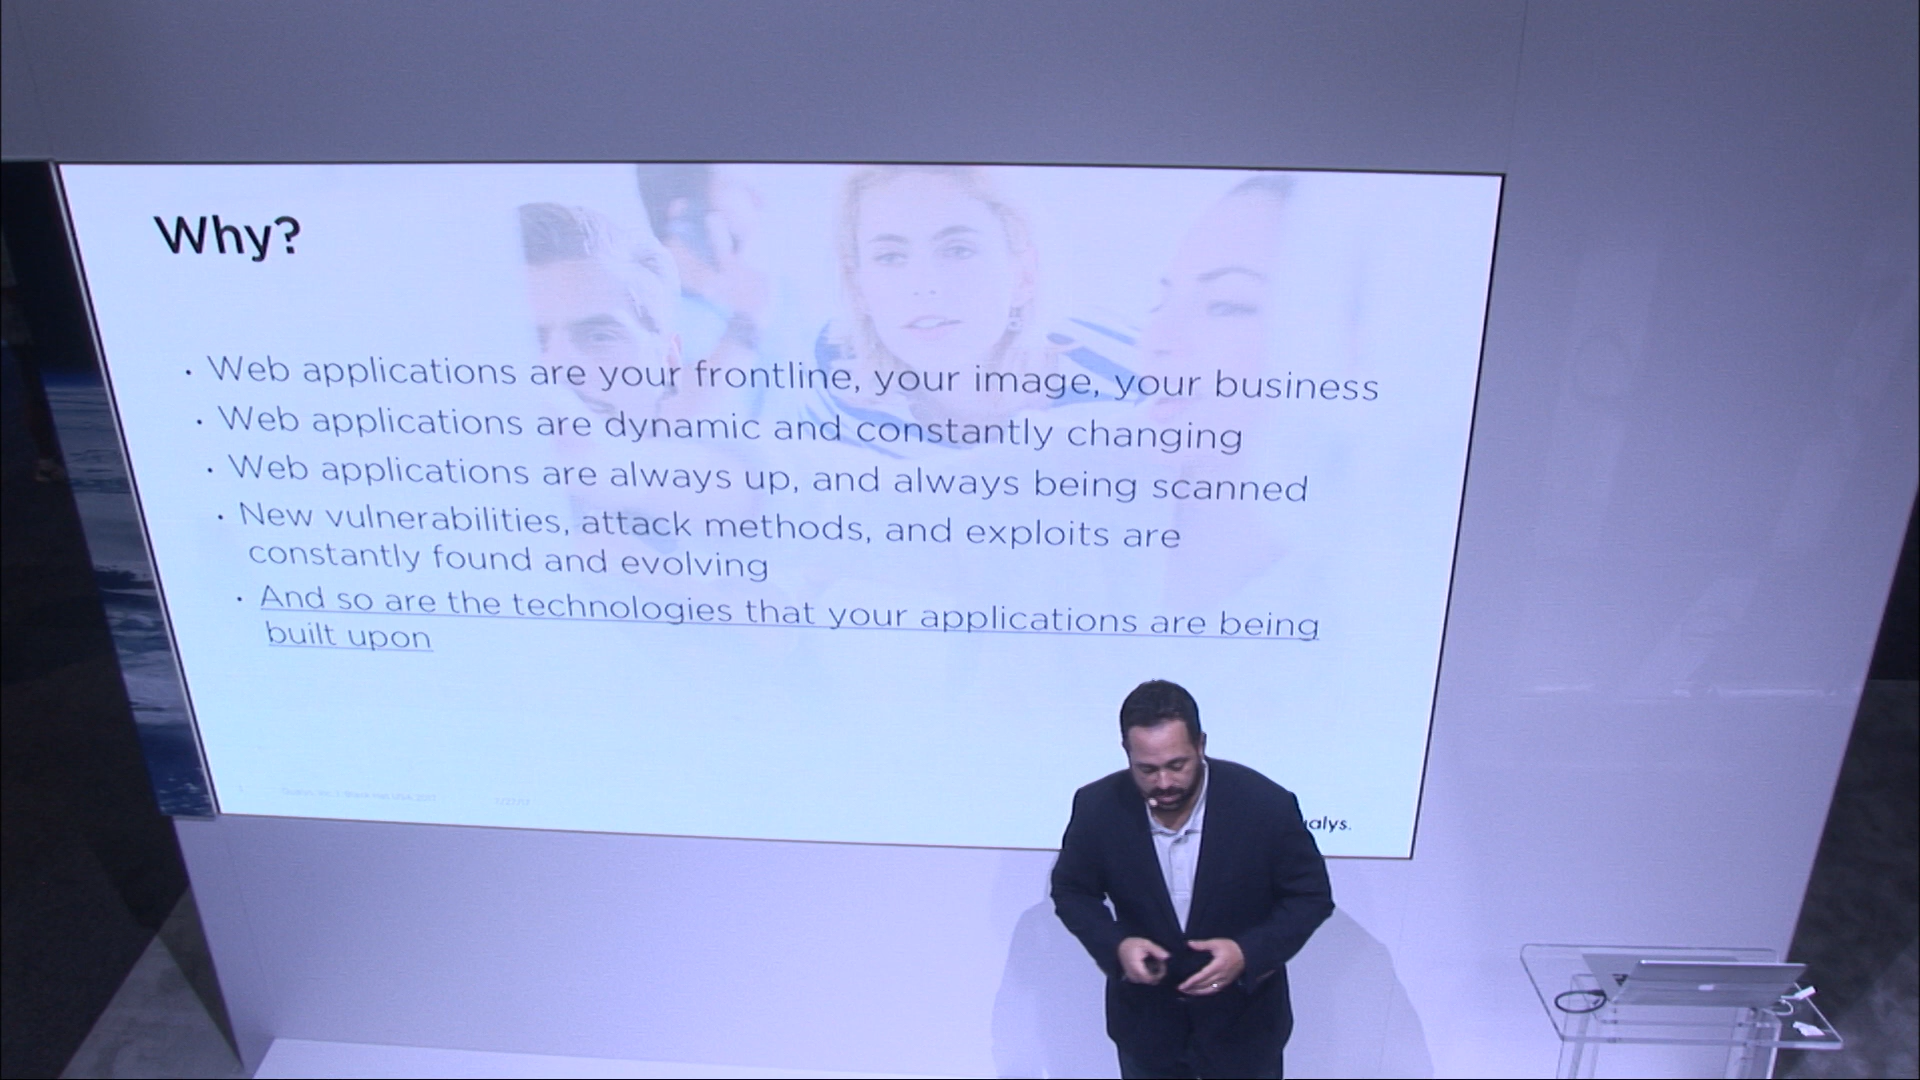 Why?
· Web applications are your frontline, your image, your business
· Web applications are dynamic and constantly changing
· Web applications are always up, and always being scanned
· New vulnerabilities, attack methods, and exploits are
constantly found and evolving
· And so are the technologies that your applications are being
built upon
alys.